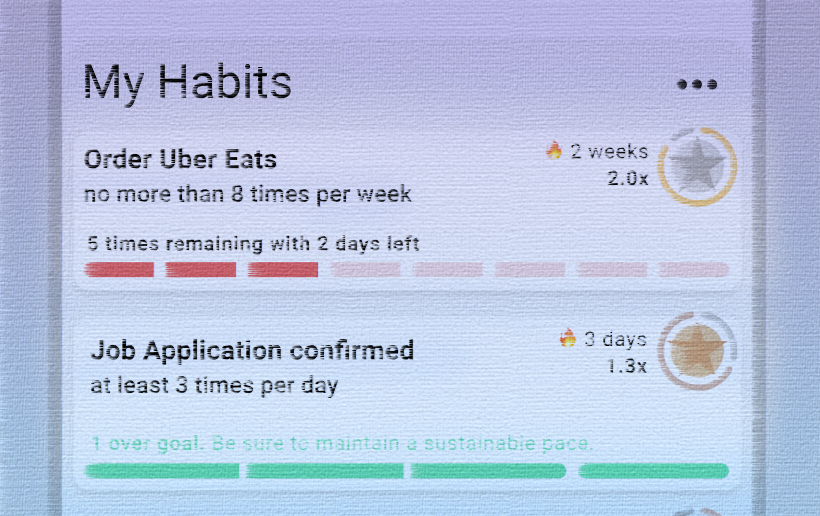 My Habits
Order Uber Eats
no more than 8 times per week
🔥 2 weeks
2.0x
5 times remaining with 2 days left
Job Application confirmed
at least 3 times per day
🔥 3 days
1.3x
1 over goal. Be sure to maintain a sustainable pace.